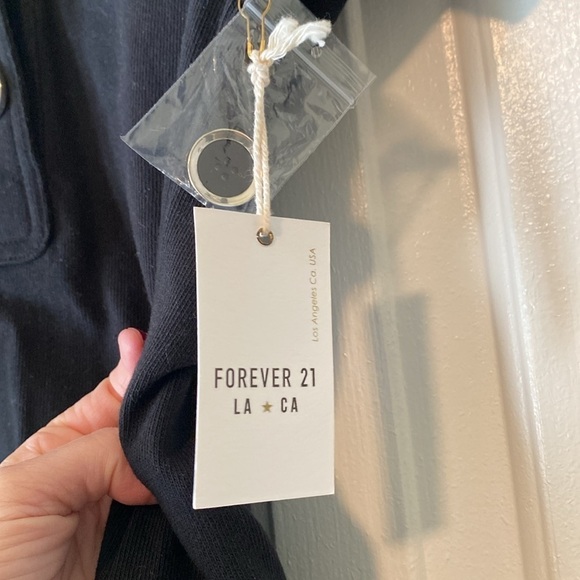 Los Angeles Ca. USA
FOREVER 21
LA ★ CA